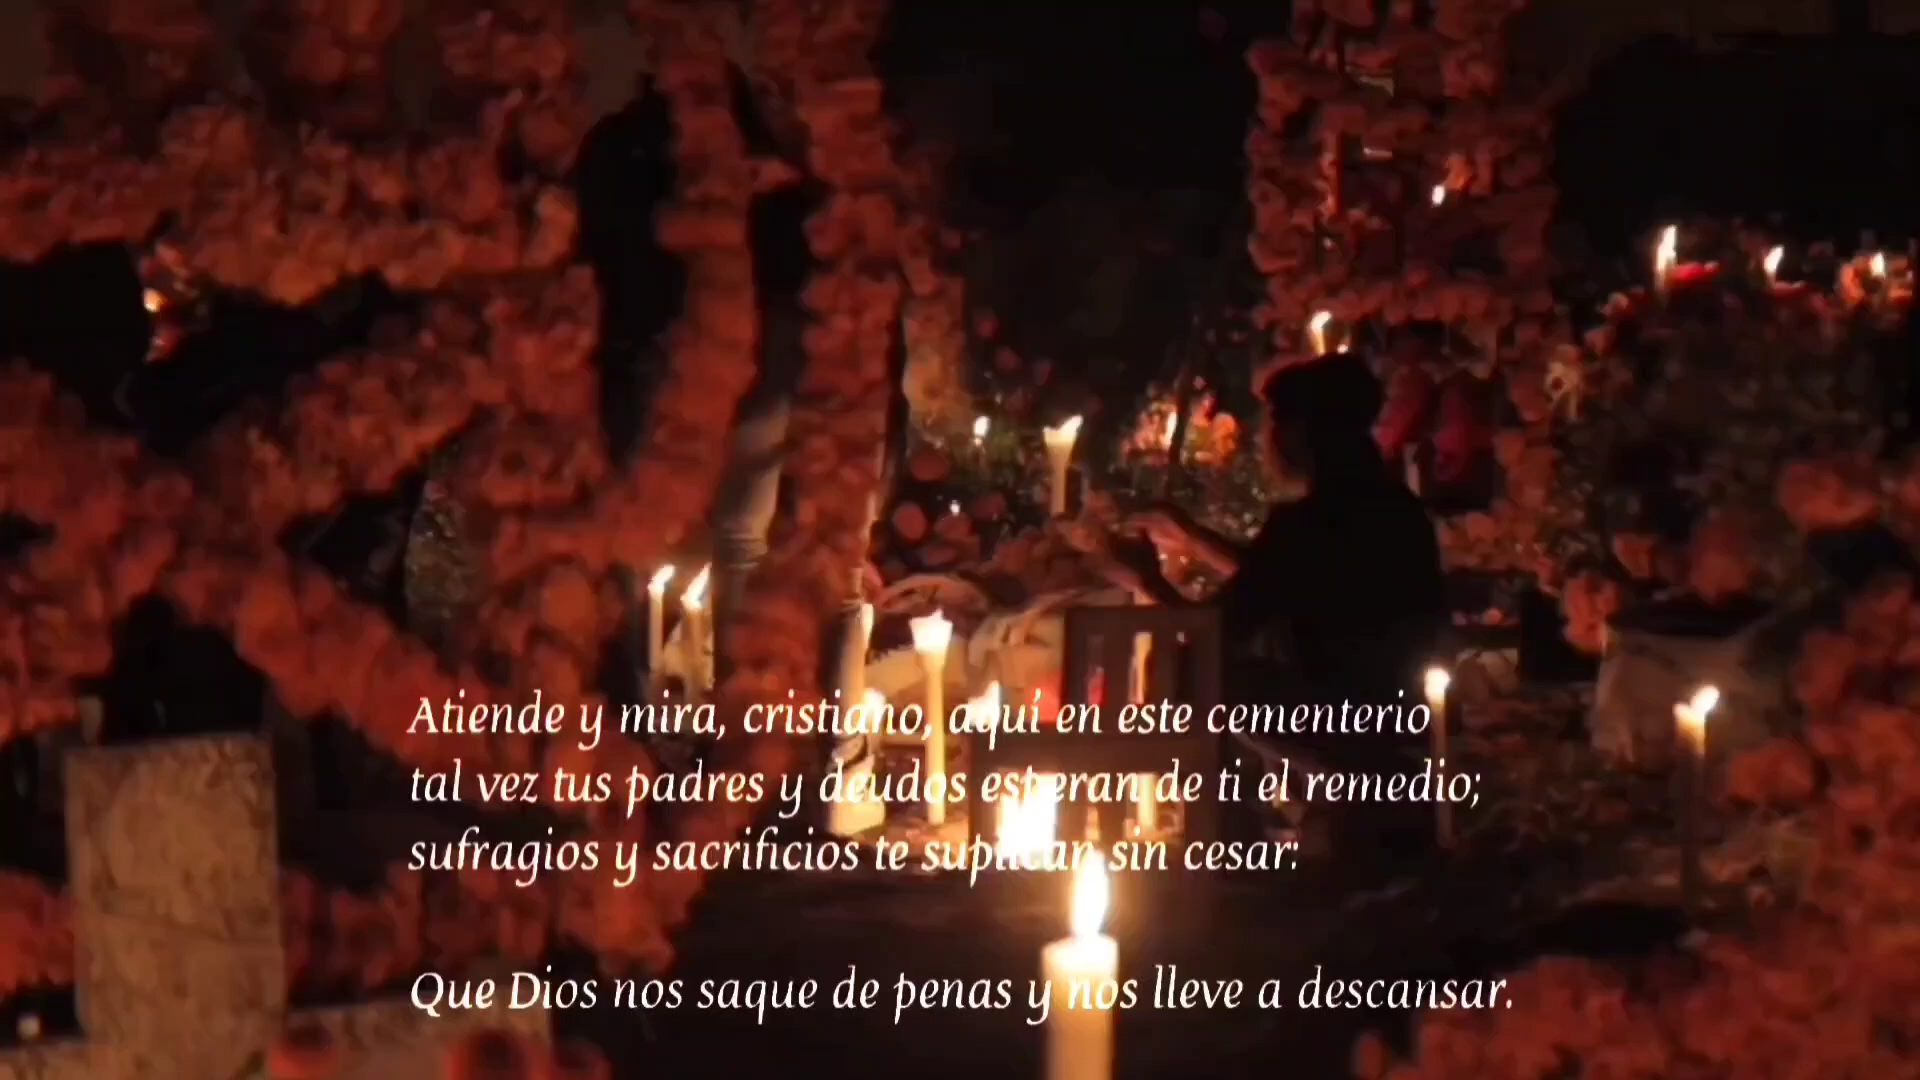 Atiende y mira, cristiano, aquí en este cementerio
tal vez tus padres y deudos esperan de ti el remedio;
sufragios y sacrificios te suplican sin cesar:
Que Dios nos saque de penas y nos lleve a descansar.